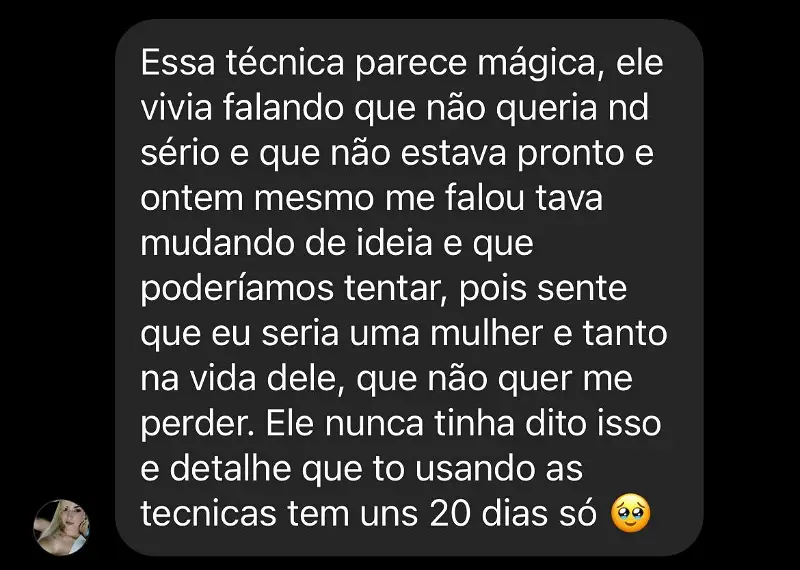 Essa técnica parece mágica, ele
vivia falando que não queria nd
sério e que não estava pronto e
ontem mesmo me falou tava
mudando de ideia e que
poderíamos tentar, pois sente
que eu seria uma mulher e tanto
na vida dele, que não quer me
perder. Ele nunca tinha dito isso
e detalhe que to usando as
tecnicas tem uns 20 dias só 🥹